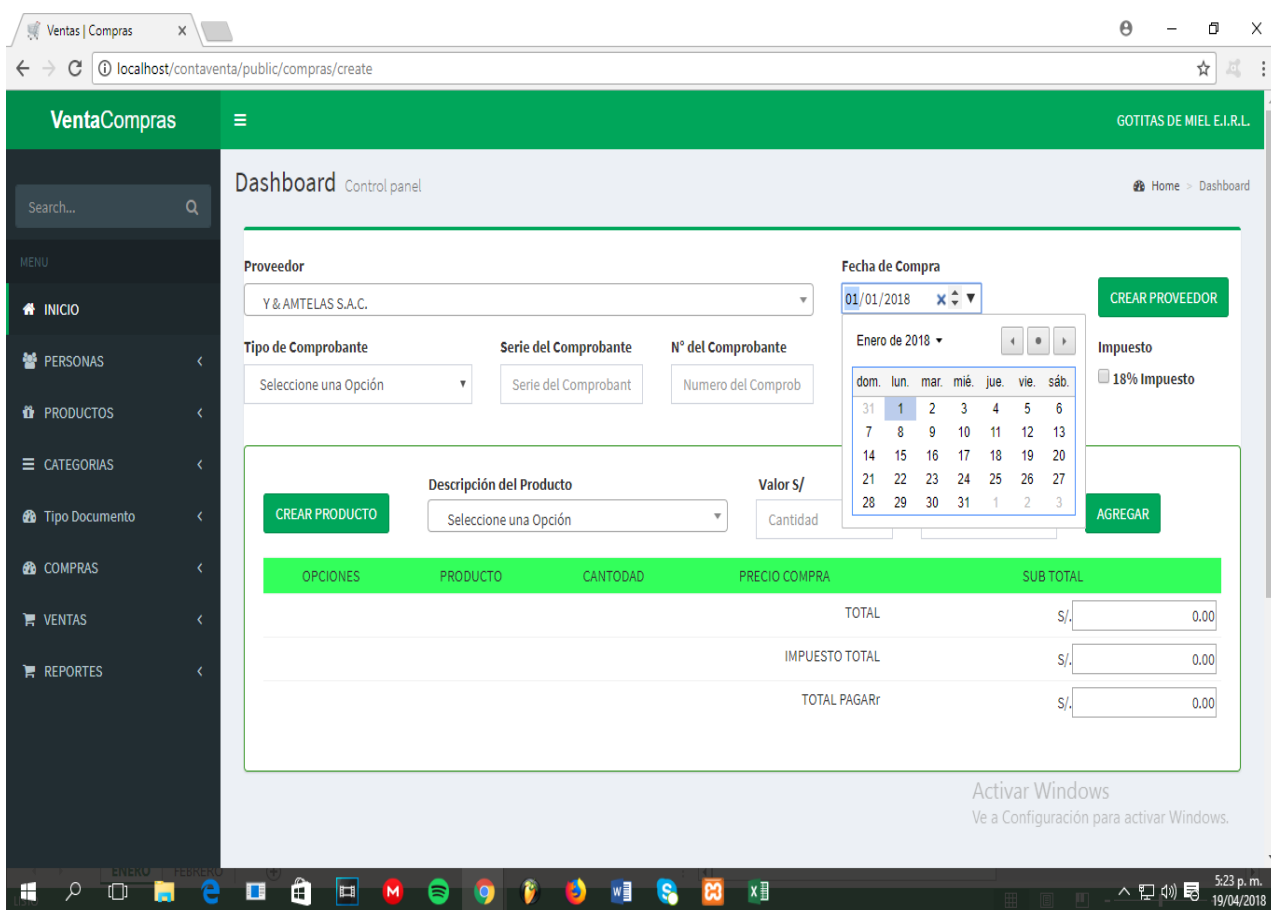 Ventas | Compras
localhost/contaventa/public/compras/create
VentaCompras
GOTITAS DE MIEL E.I.R.L.
Dashboard Control panel
Home > Dashboard
Search...
MENU
INICIO
PERSONAS
PRODUCTOS
CATEGORIAS
Tipo Documento
COMPRAS
VENTAS
REPORTES
Proveedor
Fecha de Compra
Y & AMTELAS S.A.C.
01/01/2018
CREAR PROVEEDOR
Tipo de Comprobante
Serie del Comprobante
N° del Comprobante
Impuesto
Seleccione una Opción
Serie del Comprobant
Numero del Comprob
18% Impuesto
Enero de 2018
dom. lun. mar. mié. jue. vie. sáb.
31 1 2 3 4 5 6
7 8 9 10 11 12 13
14 15 16 17 18 19 20
21 22 23 24 25 26 27
28 29 30 31 1 2 3
Descripción del Producto
Valor S/
CREAR PRODUCTO
Seleccione una Opción
Cantidad
AGREGAR
OPCIONES PRODUCTO CANTODAD PRECIO COMPRA SUB TOTAL
TOTAL S/. 0.00
IMPUESTO TOTAL S/. 0.00
TOTAL PAGARr S/. 0.00
Activar Windows
Ve a Configuración para activar Windows.
ENERO FEBRERO
5:23 p. m.
19/04/2018